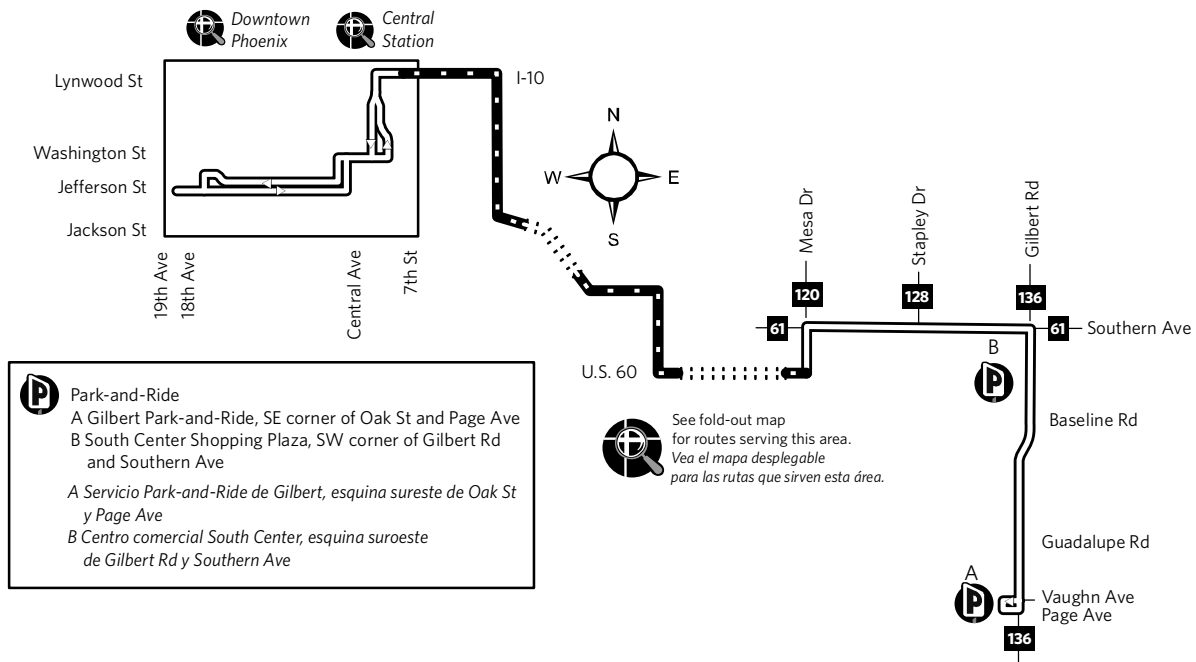 Downtown
Phoenix
Central
Station
Lynwood St
I-10
Washington St
Jefferson St
Jackson St
19th Ave
18th Ave
Central Ave
7th St
N
W
E
S
Mesa Dr
Stapley Dr
Gilbert Rd
120
128
136
61
61
Southern Ave
B
P
U.S. 60
Baseline Rd
See fold-out map
for routes serving this area.
Vea el mapa desplegable
para las rutas que sirven esta área.
Guadalupe Rd
A
P
Vaughn Ave
Page Ave
136
P
Park-and-Ride
A Gilbert Park-and-Ride, SE corner of Oak St and Page Ave
B South Center Shopping Plaza, SW corner of Gilbert Rd
and Southern Ave
A Servicio Park-and-Ride de Gilbert, esquina sureste de Oak St
y Page Ave
B Centro comercial South Center, esquina suroeste
de Gilbert Rd y Southern Ave